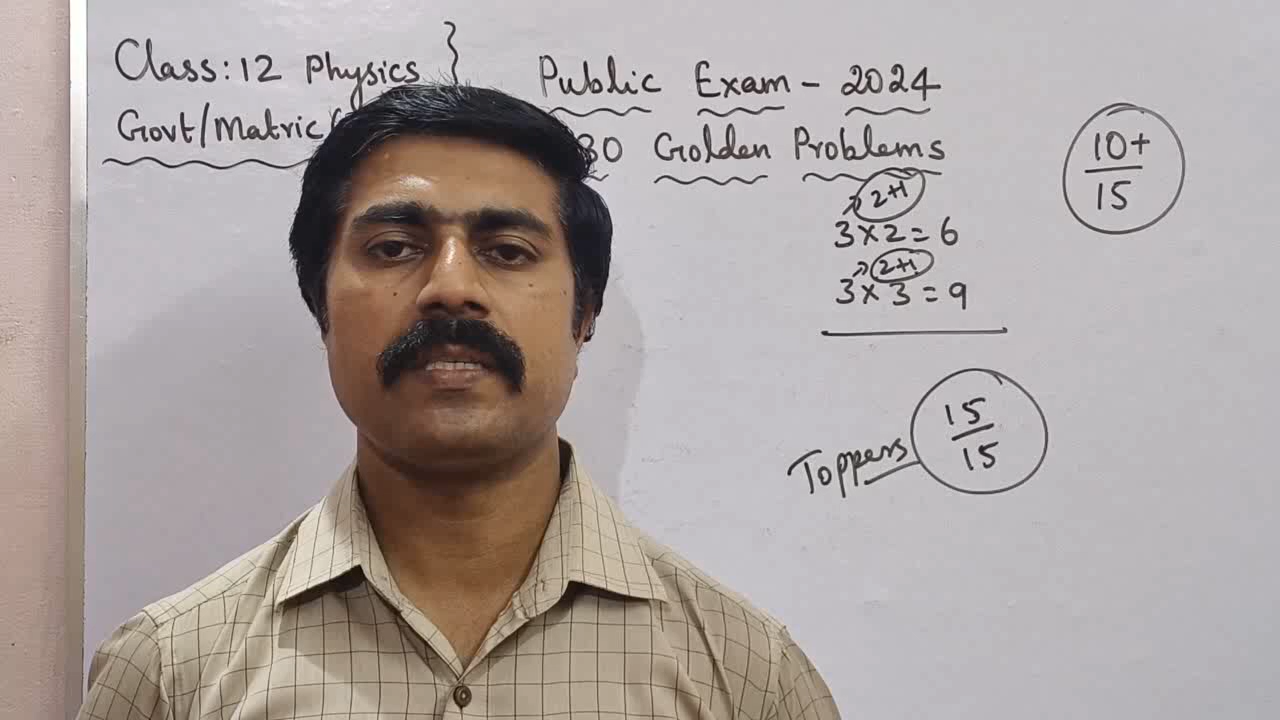 Class: 12 Physics }
Govt/Matric
Public Exam - 2024
30 Golden Problems
2+1
3 × 2 = 6
2+1
3 × 3 = 9
10+
15
Toppers
15
15